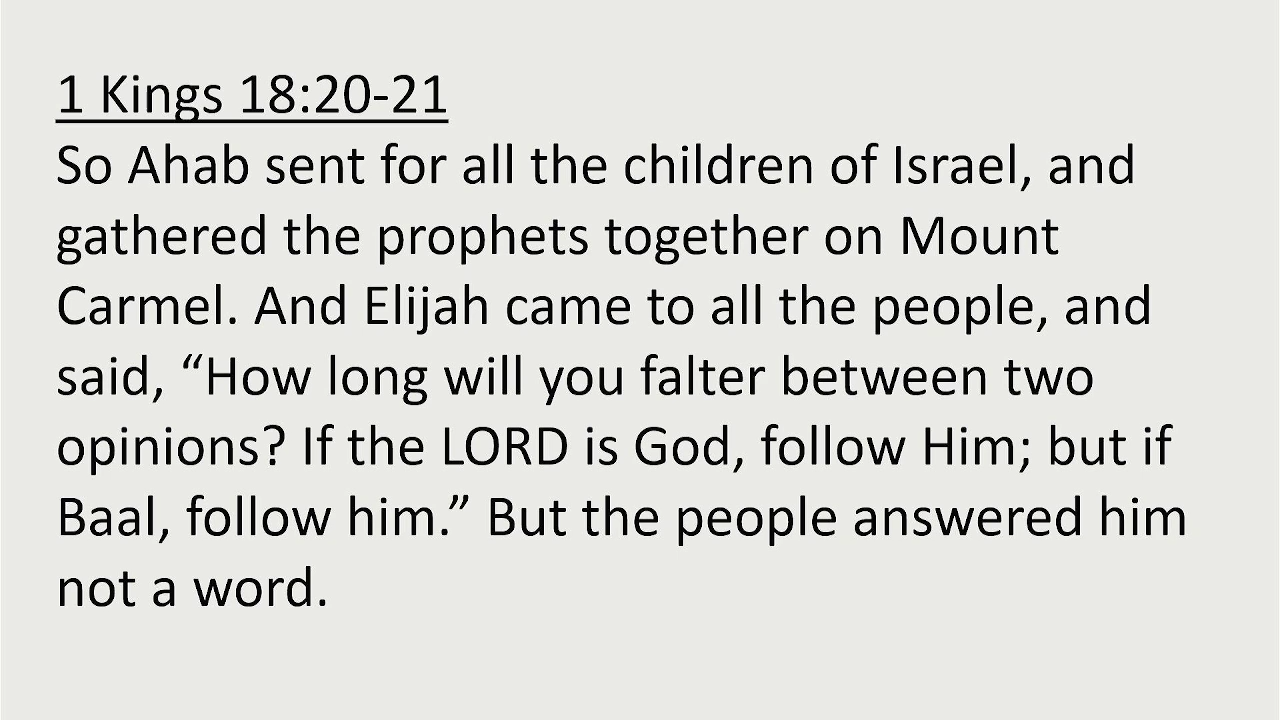 1 Kings 18:20-21
So Ahab sent for all the children of Israel, and
gathered the prophets together on Mount
Carmel. And Elijah came to all the people, and
said, “How long will you falter between two
opinions? If the LORD is God, follow Him; but if
Baal, follow him.” But the people answered him
not a word.